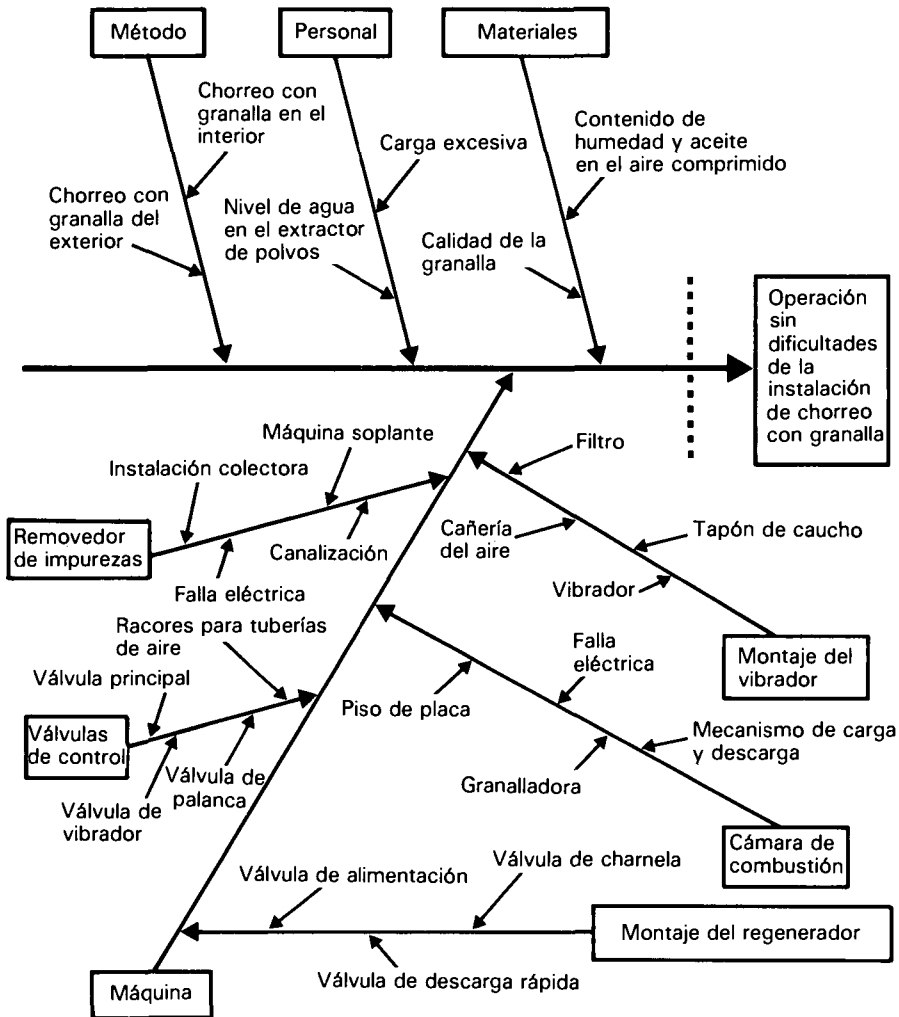 Método
Personal
Materiales
Chorreo con
granalla en el
interior
Chorreo con
granalla del
exterior
Carga excesiva
Nivel de agua
en el extractor
de polvos
Contenido de
humedad y aceite
en el aire comprimido
Calidad de la
granalla
Operación
sin
dificultades
de la
instalación
de chorreo
con granalla
Máquina soplante
Instalación colectora
Removedor
de impurezas
Canalización
Falla eléctrica
Filtro
Cañería
del aire
Tapón de caucho
Vibrador
Montaje del
vibrador
Racores para tuberías
de aire
Válvula principal
Válvulas
de control
Válvula de
palanca
Válvula de
vibrador
Falla
eléctrica
Piso de placa
Mecanismo de carga
y descarga
Granalladora
Cámara de
combustión
Válvula de alimentación
Válvula de charnela
Montaje del regenerador
Válvula de descarga rápida
Máquina